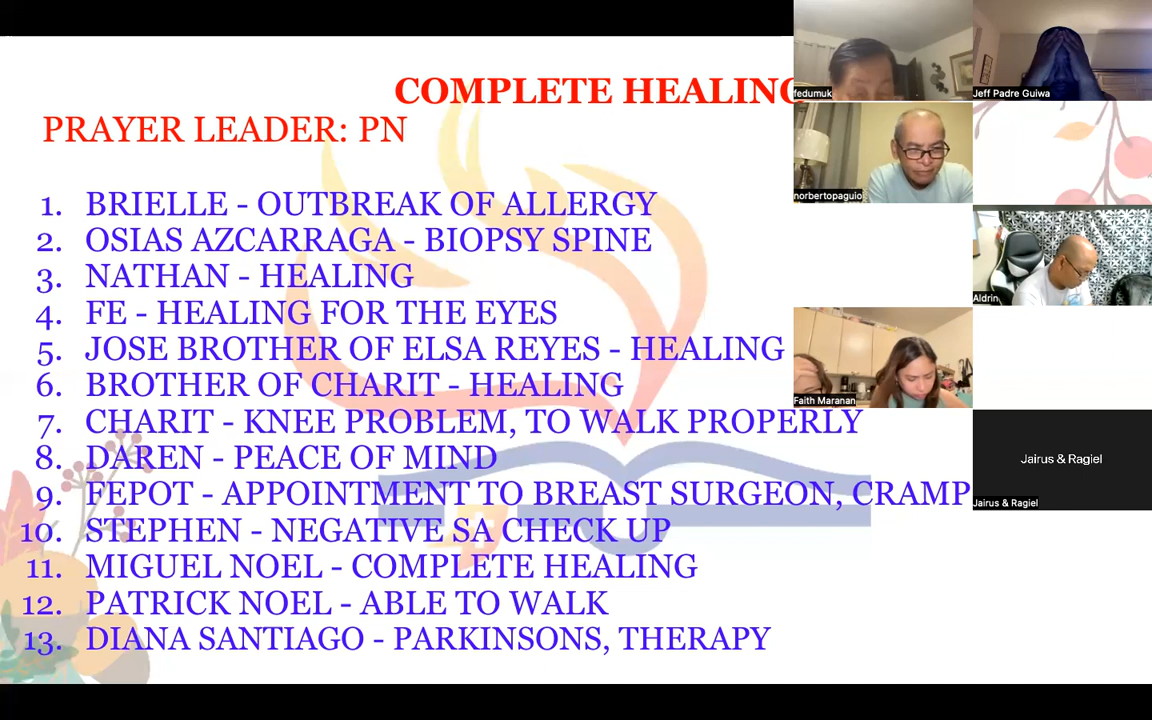 COMPLETE HEALING
PRAYER LEADER: PN
1. BRIELLE - OUTBREAK OF ALLERGY
2. OSIAS AZCARRAGA - BIOPSY SPINE
3. NATHAN - HEALING
4. FE - HEALING FOR THE EYES
5. JOSE BROTHER OF ELSA REYES - HEALING
6. BROTHER OF CHARIT - HEALING
7. CHARIT - KNEE PROBLEM, TO WALK PROPERLY
8. DAREN - PEACE OF MIND
9. FEPOT - APPOINTMENT TO BREAST SURGEON, CRAMP
10. STEPHEN - NEGATIVE SA CHECK UP
11. MIGUEL NOEL - COMPLETE HEALING
12. PATRICK NOEL - ABLE TO WALK
13. DIANA SANTIAGO - PARKINSONS, THERAPY
fedumuk
Jeff Padre Guiwa
norbertopaguio
Aldrin
Faith Maranan
Jairus & Ragiel
Jairus & Ragiel